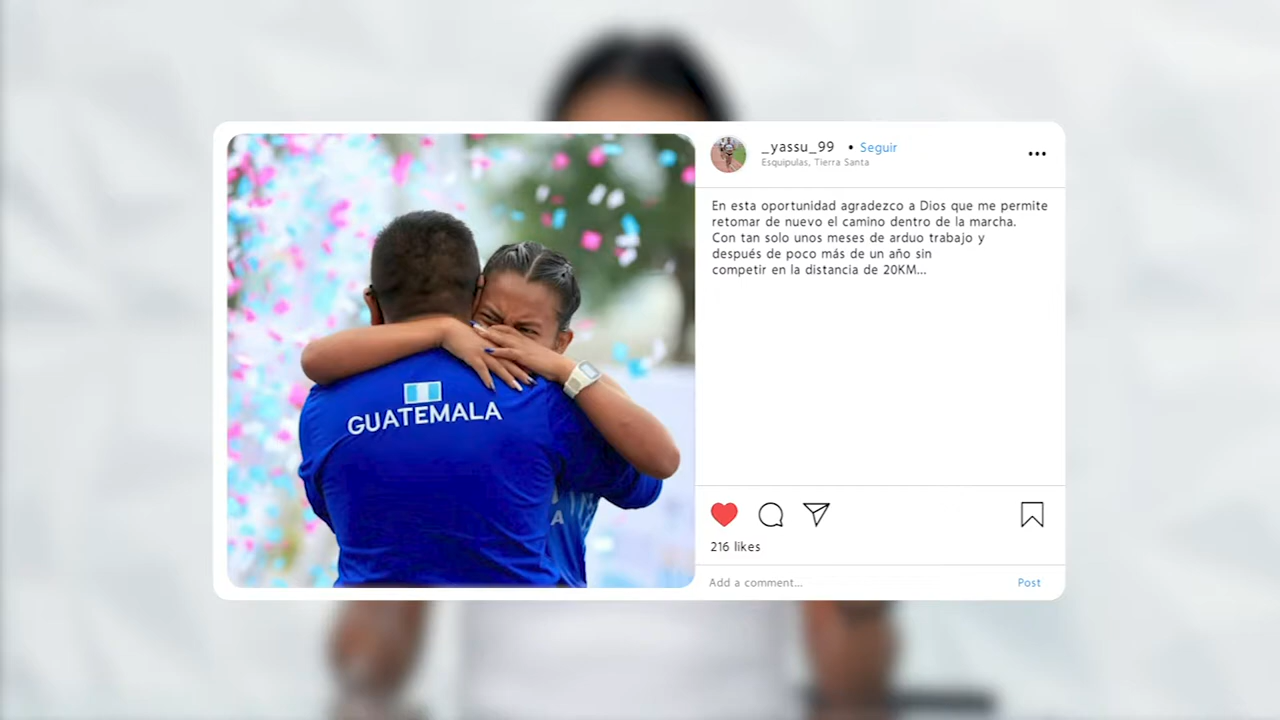 GUATEMALA
A
_yassu_99 • Seguir
Esquipulas, Tierra Santa
En esta oportunidad agradezco a Dios que me permite
retomar de nuevo el camino dentro de la marcha.
Con tan solo unos meses de arduo trabajo y
después de poco más de un año sin
competir en la distancia de 20KM...
216 likes
Add a comment...
Post